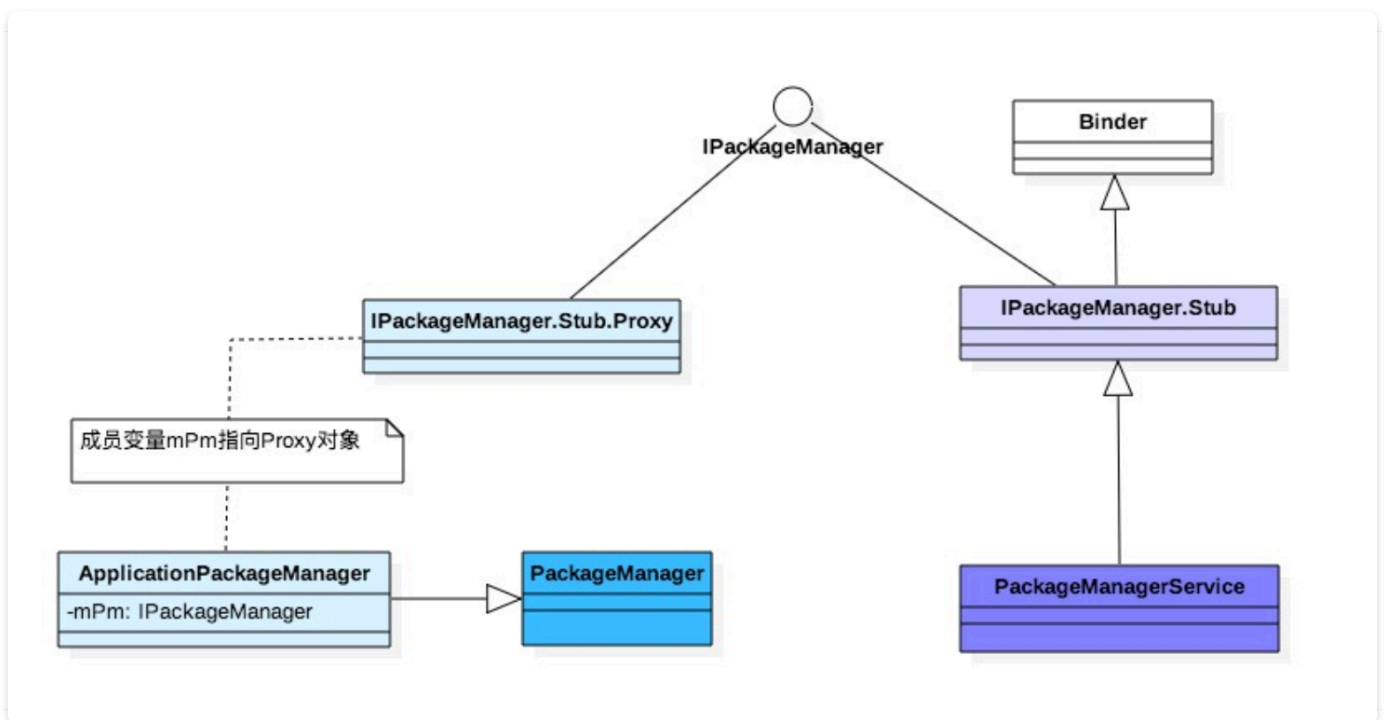 IPackageManager
Binder
IPackageManager.Stub.Proxy
IPackageManager.Stub
成员变量mPm指向Proxy对象
ApplicationPackageManager
-mPm: IPackageManager
PackageManager
PackageManagerService